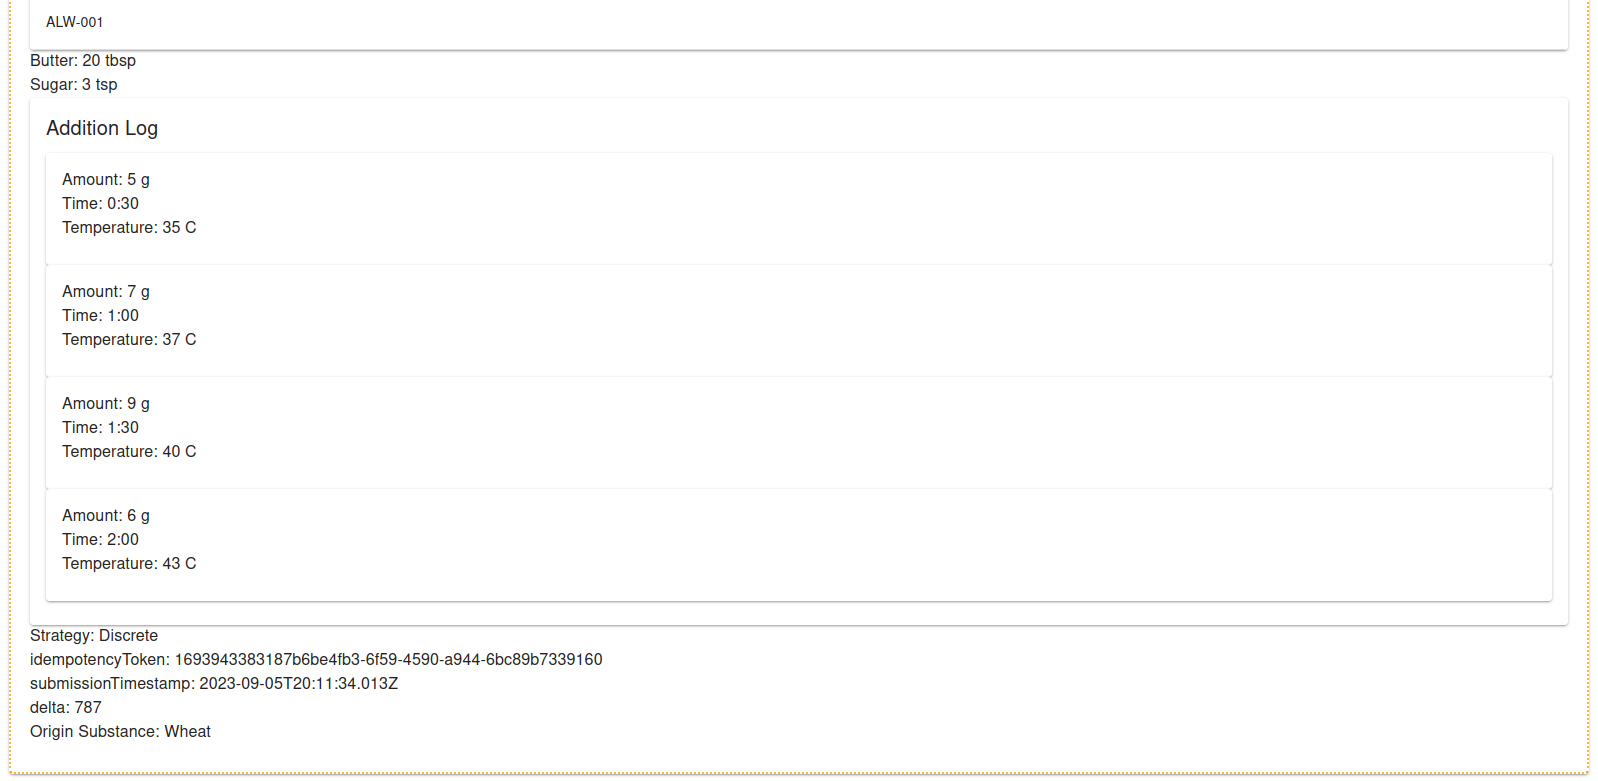 ALW-001
Butter: 20 tbsp
Sugar: 3 tsp
Addition Log
Amount: 5 g
Time: 0:30
Temperature: 35 C
Amount: 7 g
Time: 1:00
Temperature: 37 C
Amount: 9 g
Time: 1:30
Temperature: 40 C
Amount: 6 g
Time: 2:00
Temperature: 43 C
Strategy: Discrete
idempotencyToken: 1693943383187b6be4fb3-6f59-4590-a944-6bc89b7339160
submissionTimestamp: 2023-09-05T20:11:34.013Z
delta: 787
Origin Substance: Wheat